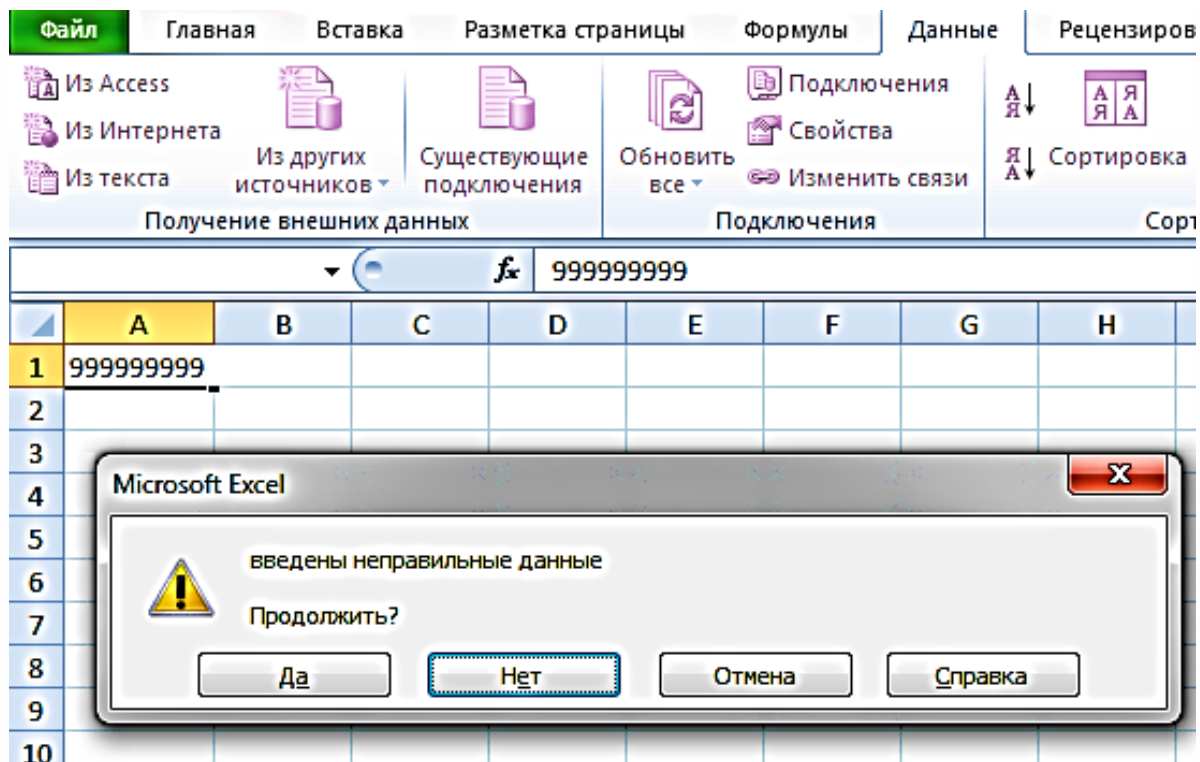 Файл Главная Вставка Разметка страницы Формулы Данные Рецензиров
Из Access
Из Интернета
Из текста
Из других
источников
Существующие
подключения
Обновить
все
Подключения
Свойства
Изменить связи
А
Я
Я
А
А Я
Я А
Сортировка
Получение внешних данных Подключения Сорт
fx 999999999
A B C D E F G H
1 999999999
2
3
4
5
6
7
8
9
10
Microsoft Excel
введены неправильные данные
Продолжить?
Да Нет Отмена Справка